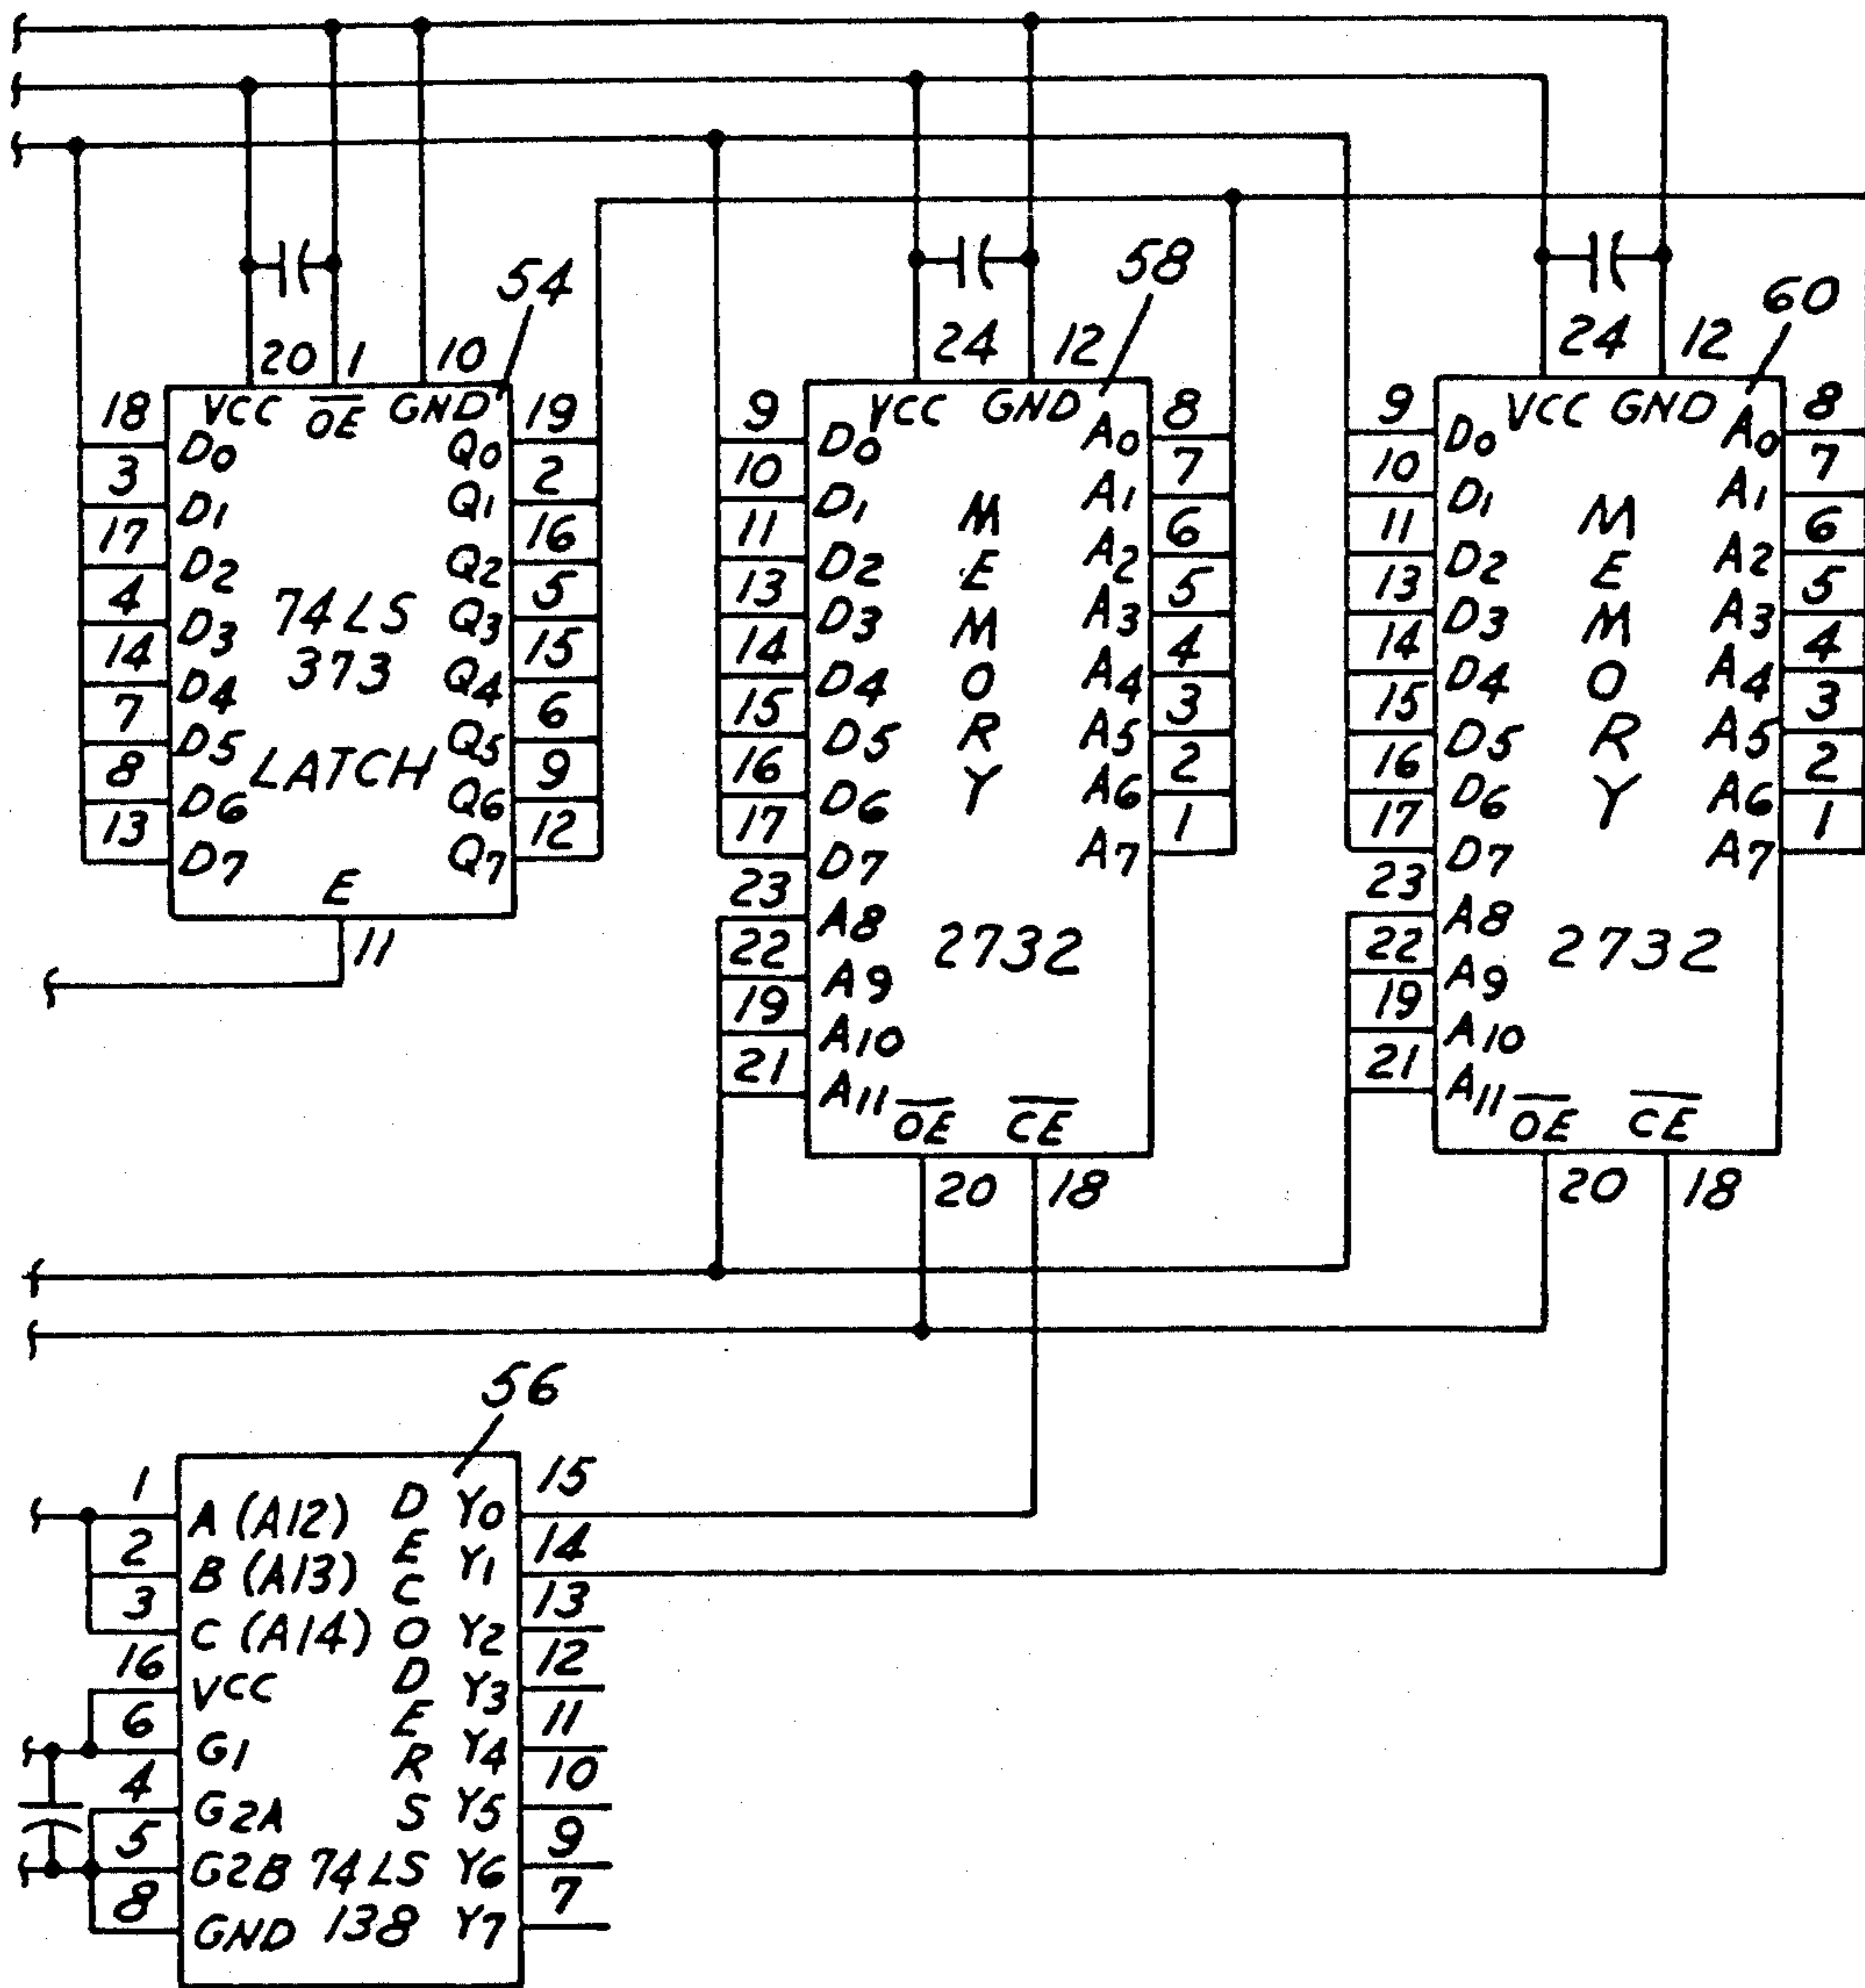 54
20 1 10
VCC O̅E̅ GND
18 D0
3 D1
17 D2
4 D3
14 D4
7 D5
8 D6
13 D7
74LS
373
LATCH
19 Q0
2 Q1
16 Q2
5 Q3
15 Q4
6 Q5
9 Q6
12 Q7
E
11
58
24 12
VCC GND
9 D0
10 D1
11 D2
13 D3
14 D4
15 D5
16 D6
17 D7
23 A8
22 A9
19 A10
21 A11
MEMORY
2732
8 A0
7 A1
6 A2
5 A3
4 A4
3 A5
2 A6
1 A7
O̅E̅ C̅E̅
20 18
60
24 12
VCC GND
9 D0
10 D1
11 D2
13 D3
14 D4
15 D5
16 D6
17 D7
23 A8
22 A9
19 A10
21 A11
MEMORY
2732
8 A0
7 A1
6 A2
5 A3
4 A4
3 A5
2 A6
1 A7
O̅E̅ C̅E̅
20 18
56
1 A (A12)
2 B (A13)
3 C (A14)
16 VCC
6 G1
4 G2A
5 G2B
8 GND
DECODERS
74LS
138
15 Y0
14 Y1
13 Y2
12 Y3
11 Y4
10 Y5
9 Y6
7 Y7